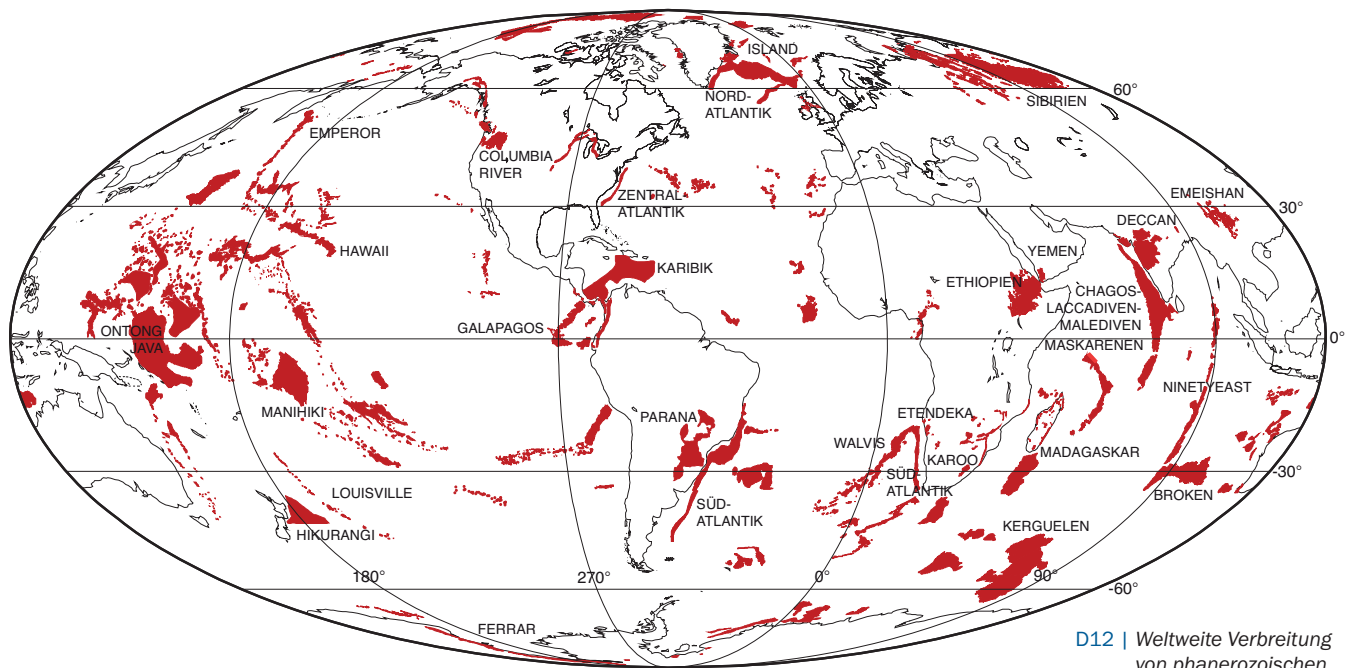 ISLAND
NORD-
ATLANTIK
SIBIRIEN
60°
EMPEROR
COLUMBIA
RIVER
ZENTRAL-
ATLANTIK
EMEISHAN
30°
DECCAN
HAWAII
YEMEN
KARIBIK
ETHIOPIEN
CHAGOS-
LACCADIVEN-
MALEDIVEN
GALAPAGOS
ONTONG
JAVA
0°
MASKARENEN
NINETYEAST
MANIHIKI
PARANA
ETENDEKA
WALVIS
KAROO
MADAGASKAR
SÜD-
ATLANTIK
-30°
BROKEN
LOUISVILLE
SÜD-
ATLANTIK
HIKURANGI
KERGUELEN
180°
270°
0°
90°
-60°
FERRAR
D12 | Weltweite Verbreitung
von phanerozoischen